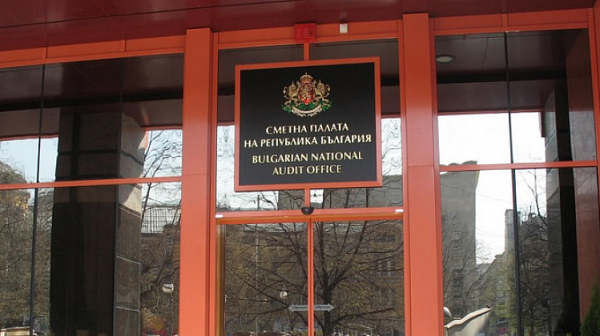 СМЕТНА ПАЛАТА
НА РЕПУБЛИКА БЪЛГАРИЯ
BULGARIAN NATIONAL
AUDIT OFFICE